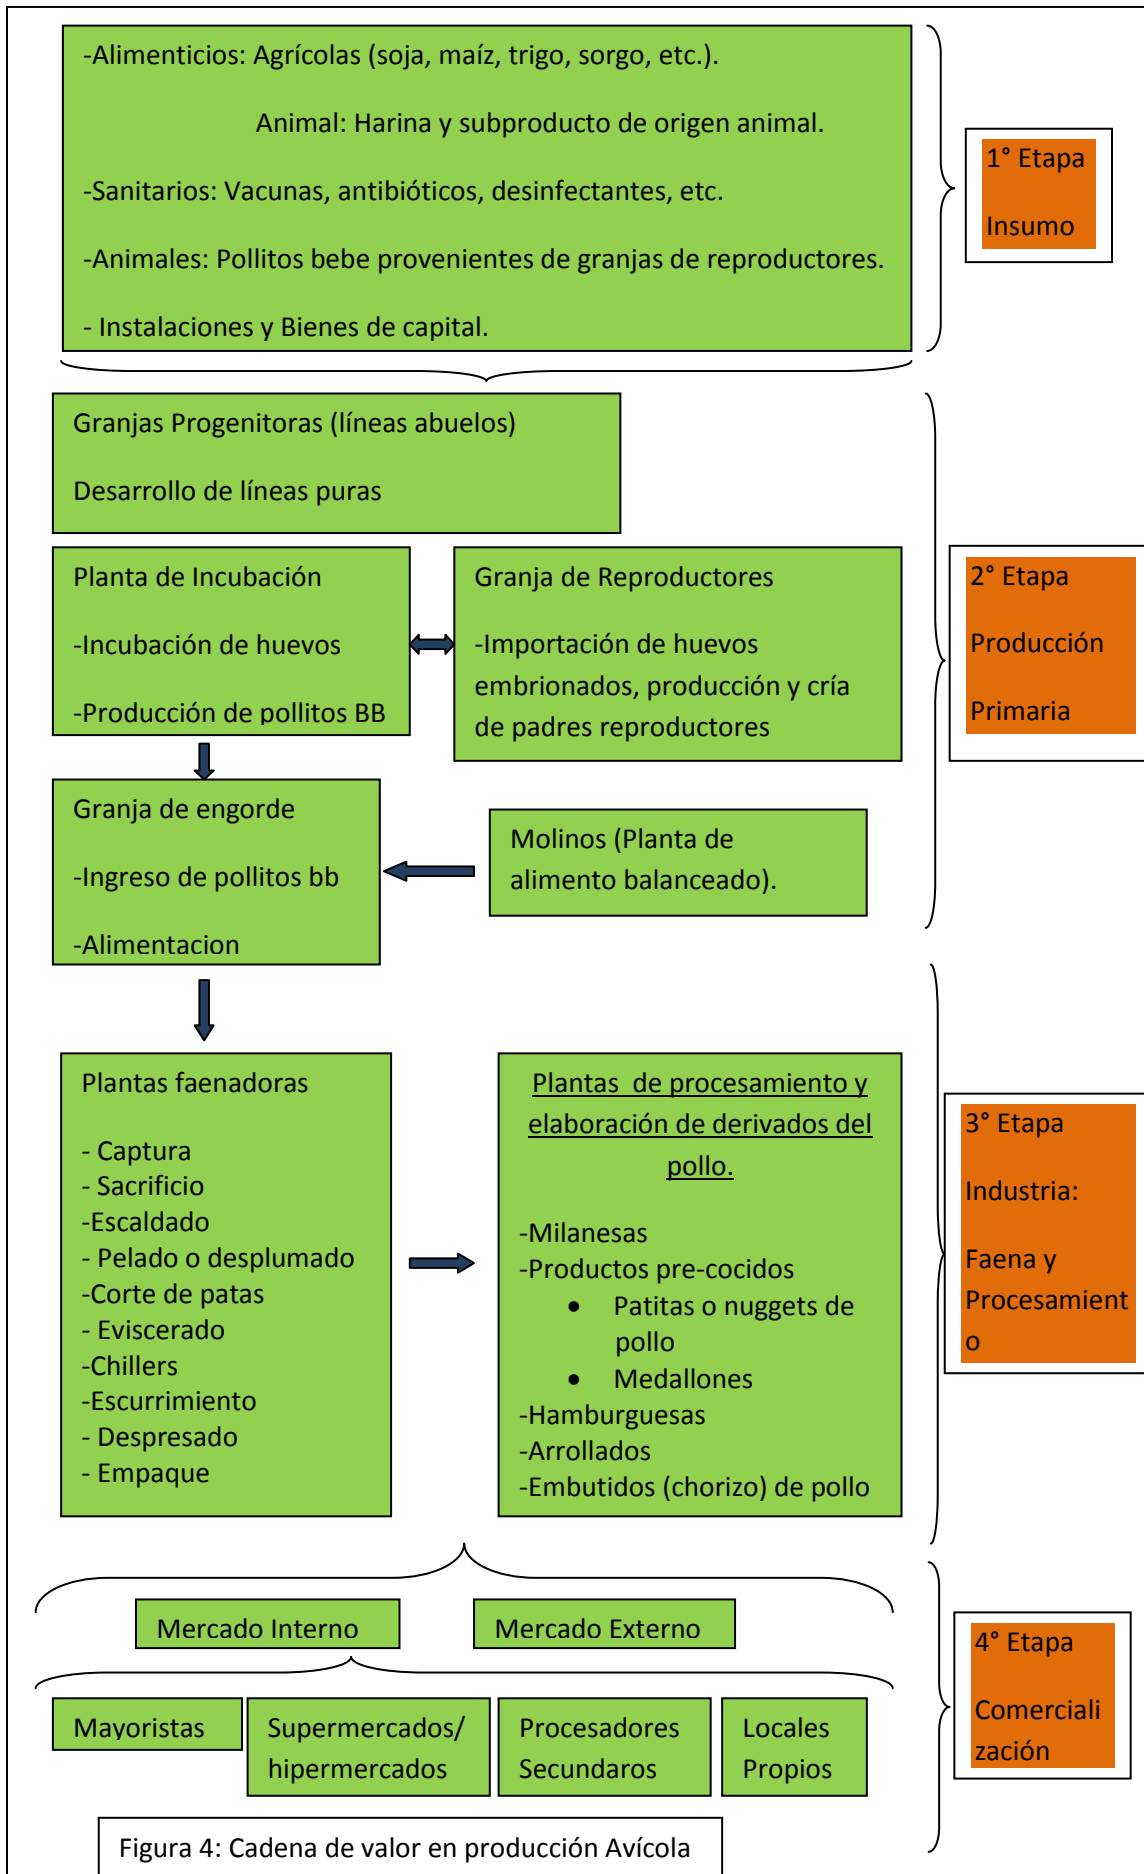 -Alimenticios: Agrícolas (soja, maíz, trigo, sorgo, etc.).
Animal: Harina y subproducto de origen animal.
-Sanitarios: Vacunas, antibióticos, desinfectantes, etc.
-Animales: Pollitos bebe provenientes de granjas de reproductores.
- Instalaciones y Bienes de capital.
1° Etapa
Insumo
Granjas Progenitoras (líneas abuelos)
Desarrollo de líneas puras
Planta de Incubación
-Incubación de huevos
-Producción de pollitos BB
Granja de Reproductores
-Importación de huevos
embrionados, producción y cría
de padres reproductores
2° Etapa
Producción
Primaria
Granja de engorde
-Ingreso de pollitos bb
-Alimentacion
Molinos (Planta de
alimento balanceado).
Plantas faenadoras
- Captura
- Sacrificio
-Escaldado
- Pelado o desplumado
-Corte de patas
- Eviscerado
-Chillers
-Escurrimiento
- Despresado
- Empaque
Plantas de procesamiento y
elaboración de derivados del
pollo.
-Milanesas
-Productos pre-cocidos
• Patitas o nuggets de
pollo
• Medallones
-Hamburguesas
-Arrollados
-Embutidos (chorizo) de pollo
3° Etapa
Industria:
Faena y
Procesamient
o
Mercado Interno
Mercado Externo
Mayoristas
Supermercados/
hipermercados
Procesadores
Secundaros
Locales
Propios
4° Etapa
Comerciali
zación
Figura 4: Cadena de valor en producción Avícola